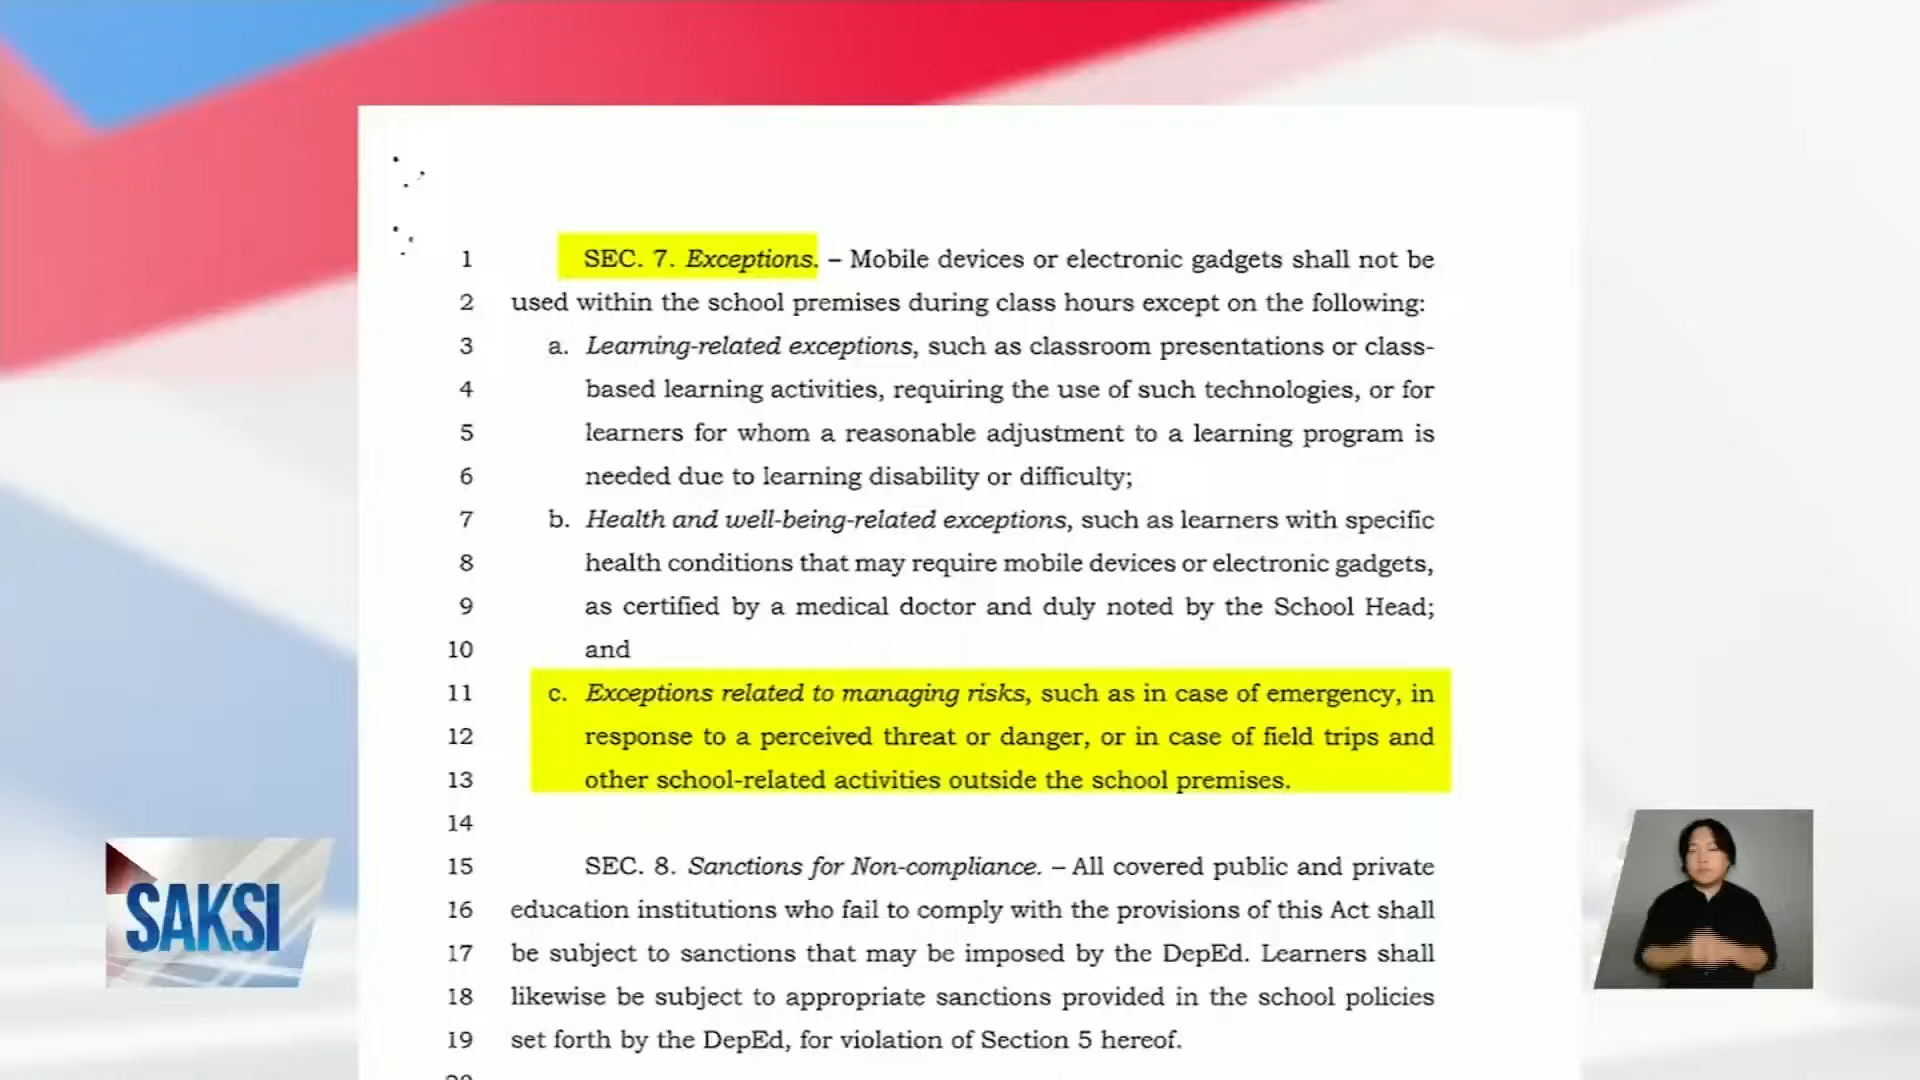 1 SEC. 7. Exceptions. – Mobile devices or electronic gadgets shall not be
2 used within the school premises during class hours except on the following:
3 a. Learning-related exceptions, such as classroom presentations or class-
4 based learning activities, requiring the use of such technologies, or for
5 learners for whom a reasonable adjustment to a learning program is
6 needed due to learning disability or difficulty;
7 b. Health and well-being-related exceptions, such as learners with specific
8 health conditions that may require mobile devices or electronic gadgets,
9 as certified by a medical doctor and duly noted by the School Head;
10 and
11 c. Exceptions related to managing risks, such as in case of emergency, in
12 response to a perceived threat or danger, or in case of field trips and
13 other school-related activities outside the school premises.
14
15 SEC. 8. Sanctions for Non-compliance. – All covered public and private
16 education institutions who fail to comply with the provisions of this Act shall
17 be subject to sanctions that may be imposed by the DepEd. Learners shall
18 likewise be subject to appropriate sanctions provided in the school policies
19 set forth by the DepEd, for violation of Section 5 hereof.
SAKSI